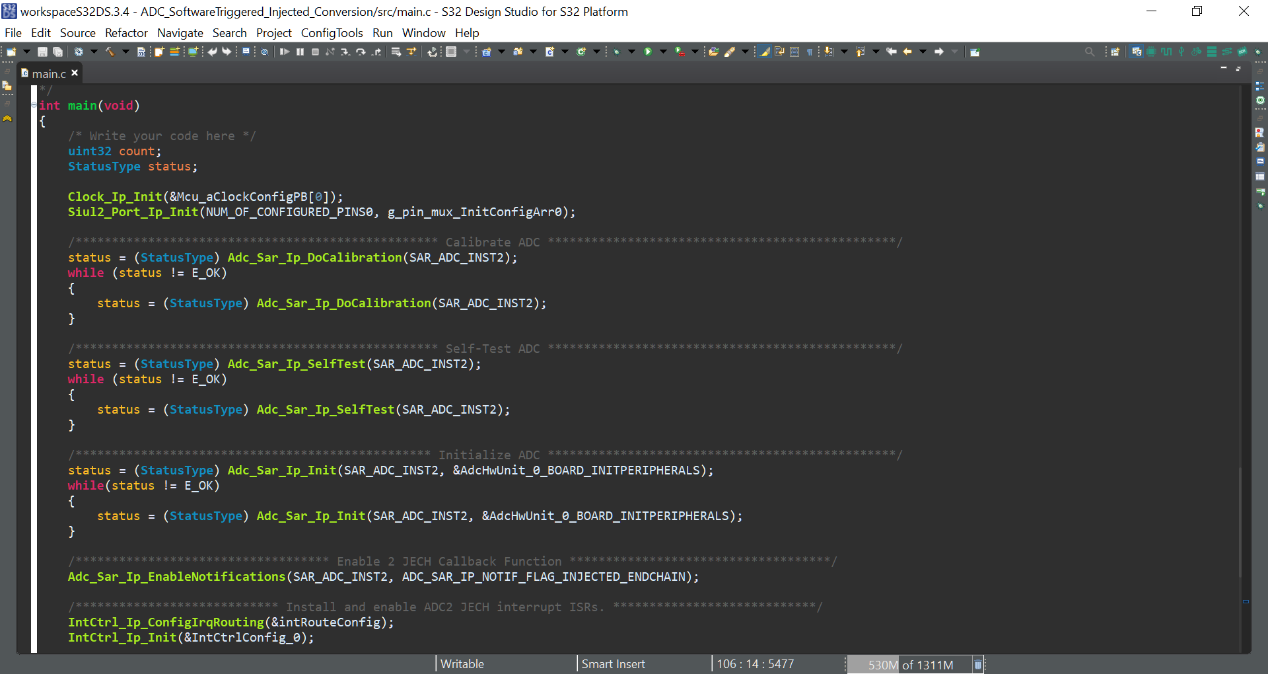 workspaceS32DS.3.4 - ADC_SoftwareTriggered_Injected_Conversion/src/main.c - S32 Design Studio for S32 Platform
File Edit Source Refactor Navigate Search Project ConfigTools Run Window Help
main.c
*/
int main(void)
{
    /* Write your code here */
    uint32 count;
    StatusType status;

    Clock_Ip_Init(&Mcu_aClockConfigPB[0]);
    Siul2_Port_Ip_Init(NUM_OF_CONFIGURED_PINS0, g_pin_mux_InitConfigArr0);

    /************************************************** Calibrate ADC ************************************************/
    status = (StatusType) Adc_Sar_Ip_DoCalibration(SAR_ADC_INST2);
    while (status != E_OK)
    {
        status = (StatusType) Adc_Sar_Ip_DoCalibration(SAR_ADC_INST2);
    }

    /************************************************** Self-Test ADC ************************************************/
    status = (StatusType) Adc_Sar_Ip_SelfTest(SAR_ADC_INST2);
    while (status != E_OK)
    {
        status = (StatusType) Adc_Sar_Ip_SelfTest(SAR_ADC_INST2);
    }

    /************************************************* Initialize ADC ************************************************/
    status = (StatusType) Adc_Sar_Ip_Init(SAR_ADC_INST2, &AdcHwUnit_0_BOARD_INITPERIPHERALS);
    while(status != E_OK)
    {
        status = (StatusType) Adc_Sar_Ip_Init(SAR_ADC_INST2, &AdcHwUnit_0_BOARD_INITPERIPHERALS);
    }

    /*********************************** Enable 2 JECH Callback Function ************************************/
    Adc_Sar_Ip_EnableNotifications(SAR_ADC_INST2, ADC_SAR_IP_NOTIF_FLAG_INJECTED_ENDCHAIN);

    /**************************** Install and enable ADC2 JECH interrupt ISRs. ****************************/
    IntCtrl_Ip_ConfigIrqRouting(&intRouteConfig);
    IntCtrl_Ip_Init(&IntCtrlConfig_0);
Writable Smart Insert 106 : 14 : 5477 530M of 1311M